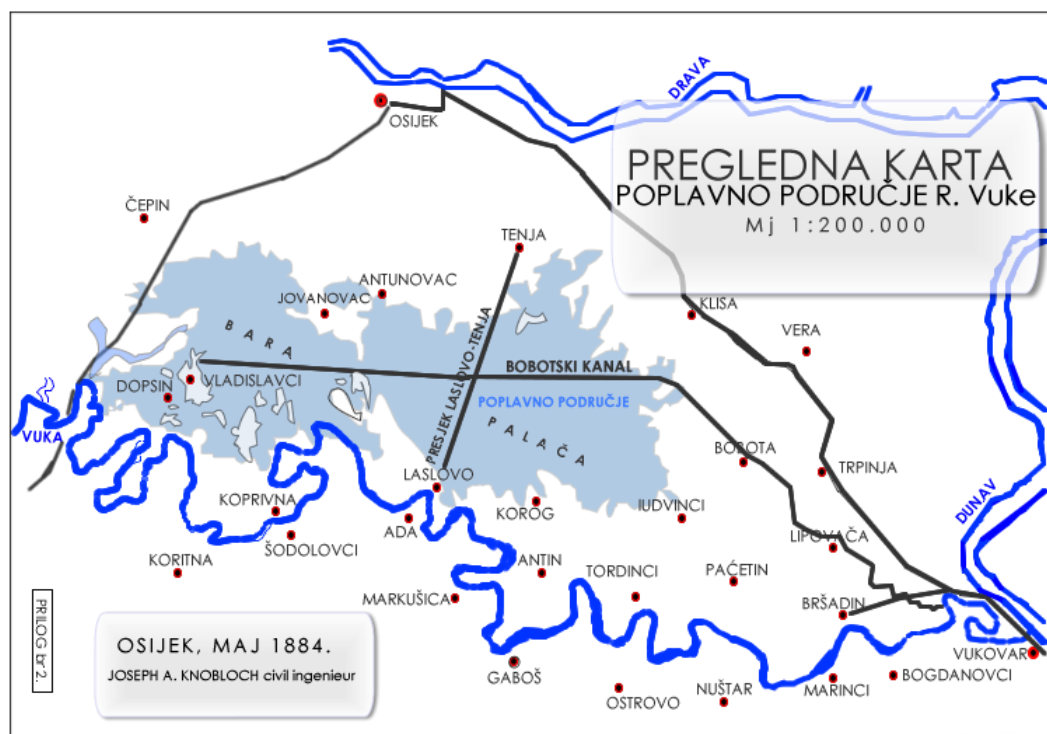 DRAVA
OSIJEK
PREGLEDNA KARTA
POPLAVNO PODRUČJE R. Vuke
Mj 1:200.000
ČEPIN
TENJA
ANTUNOVAC
JOVANOVAC
KLISA
VERA
BARA
PRESJEK LASLOVO-TENJA
BOBOTSKI KANAL
DOPSIN
VLADISLAVCI
POPLAVNO PODRUČJE
PALAČA
VUKA
BOBOTA
TRPINJA
LASLOVO
DUNAV
KOPRIVNA
ADA
KOROG
IUDVINCI
ŠODOLOVCI
LIPOVAČA
KORITNA
ANTIN
TORDINCI
PAĆETIN
MARKUŠICA
BRŠADIN
PRILOG br 2.
OSIJEK, MAJ 1884.
JOSEPH A. KNOBLOCH civil ingenieur
GABOŠ
VUKOVAR
OSTROVO
NUŠTAR
MARINCI
BOGDANOVCI